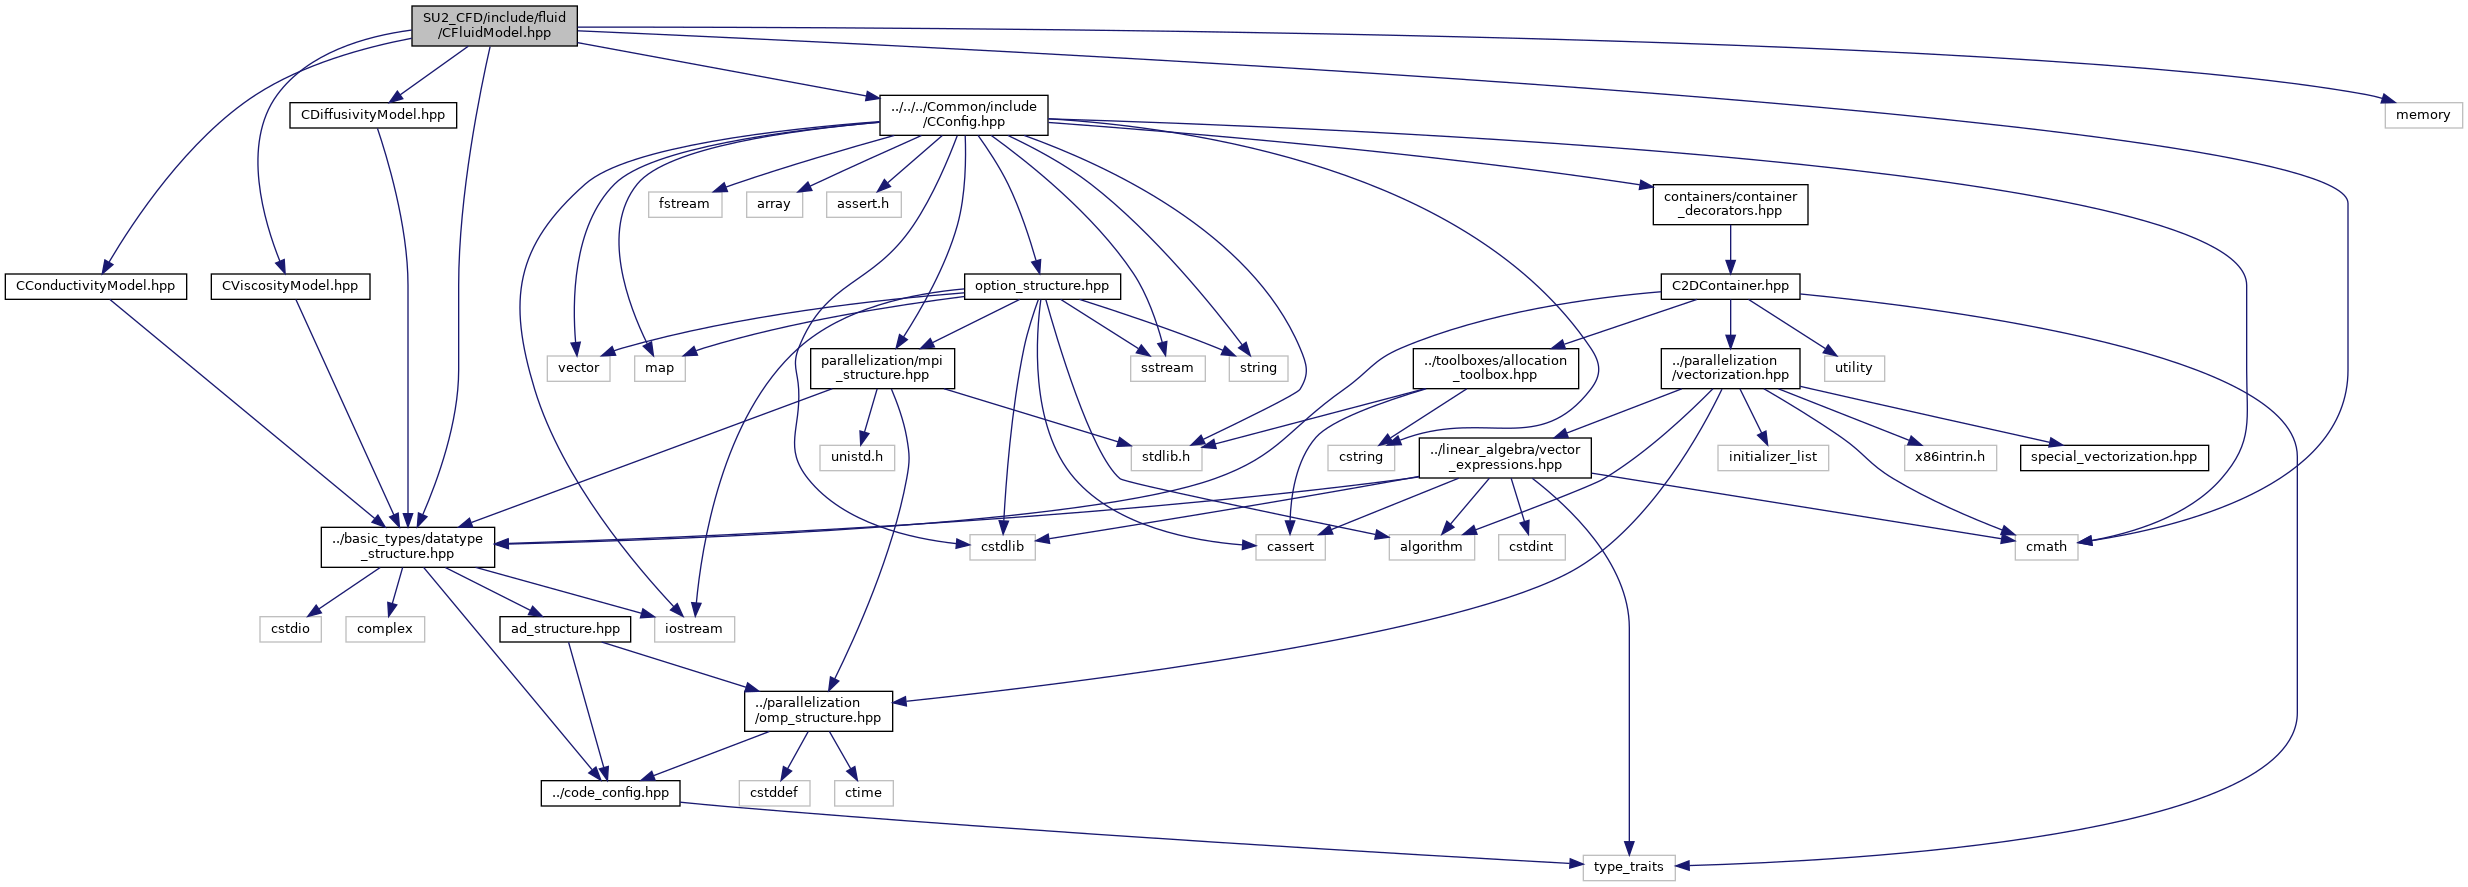 SU2_CFD/include/fluid
/CFluidModel.hpp
../../../Common/include
/CConfig.hpp
CDiffusivityModel.hpp
memory
containers/container
_decorators.hpp
fstream
array
assert.h
CConductivityModel.hpp
CViscosityModel.hpp
option_structure.hpp
C2DContainer.hpp
vector
map
parallelization/mpi
_structure.hpp
sstream
string
../toolboxes/allocation
_toolbox.hpp
../parallelization
/vectorization.hpp
utility
unistd.h
stdlib.h
cstring
../linear_algebra/vector
_expressions.hpp
initializer_list
x86intrin.h
special_vectorization.hpp
../basic_types/datatype
_structure.hpp
cstdlib
cassert
algorithm
cstdint
cmath
cstdio
complex
ad_structure.hpp
iostream
../parallelization
/omp_structure.hpp
../code_config.hpp
cstddef
ctime
type_traits